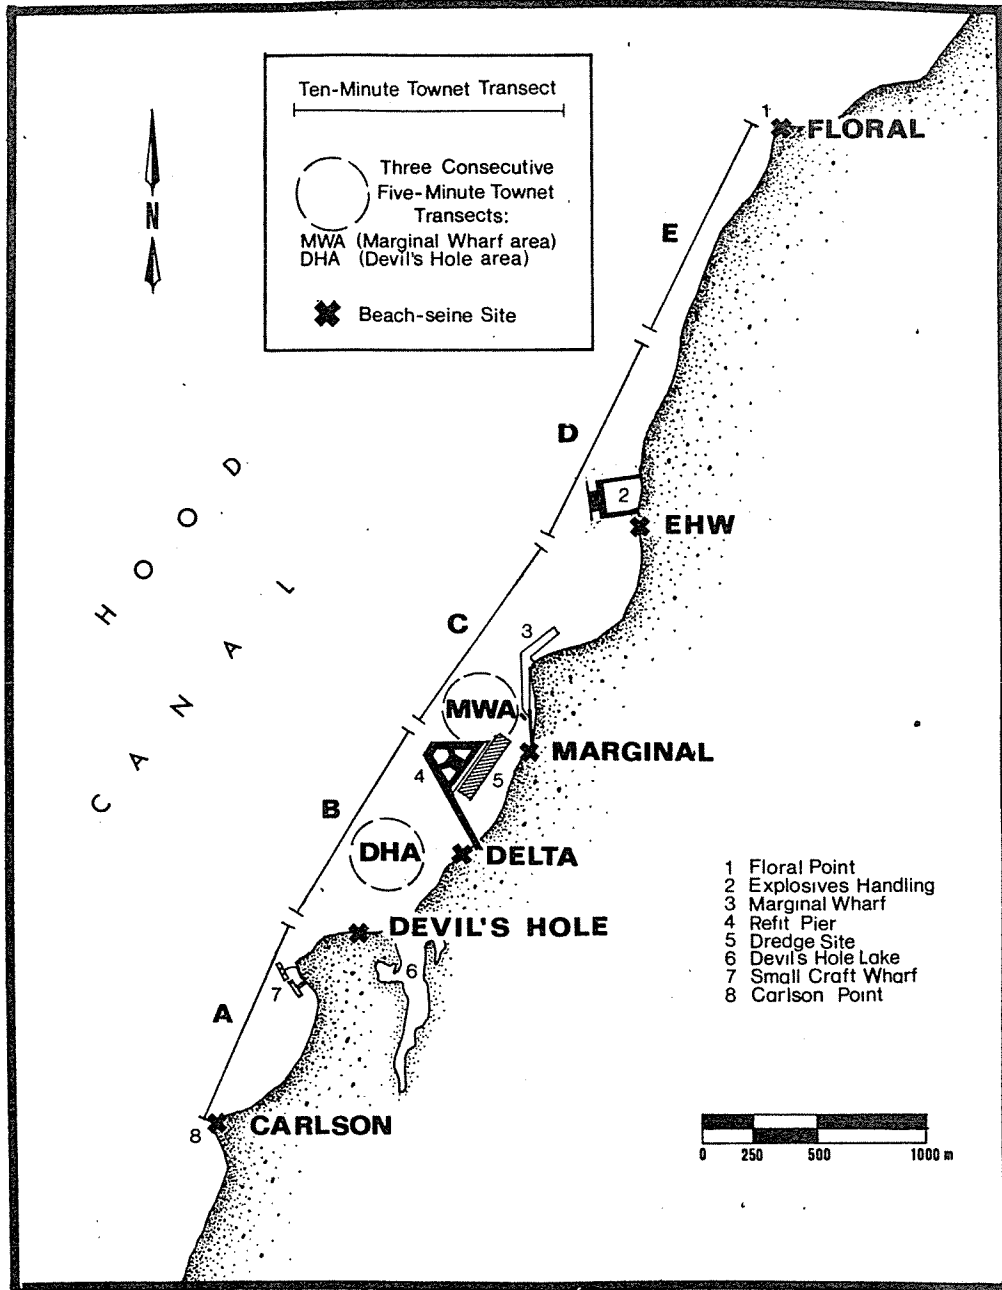 Ten-Minute Townet Transect
Three Consecutive
Five-Minute Townet
Transects:
MWA (Marginal Wharf area)
DHA (Devil's Hole area)
Beach-seine Site
N
HOOD
CANAL
1
FLORAL
E
D
2
EHW
C
3
MWA
MARGINAL
4
5
B
DHA
DELTA
DEVIL'S HOLE
6
7
A
CARLSON
8
1 Floral Point
2 Explosives Handling
3 Marginal Wharf
4 Refit Pier
5 Dredge Site
6 Devil's Hole Lake
7 Small Craft Wharf
8 Carlson Point
0 250 500 1000 m